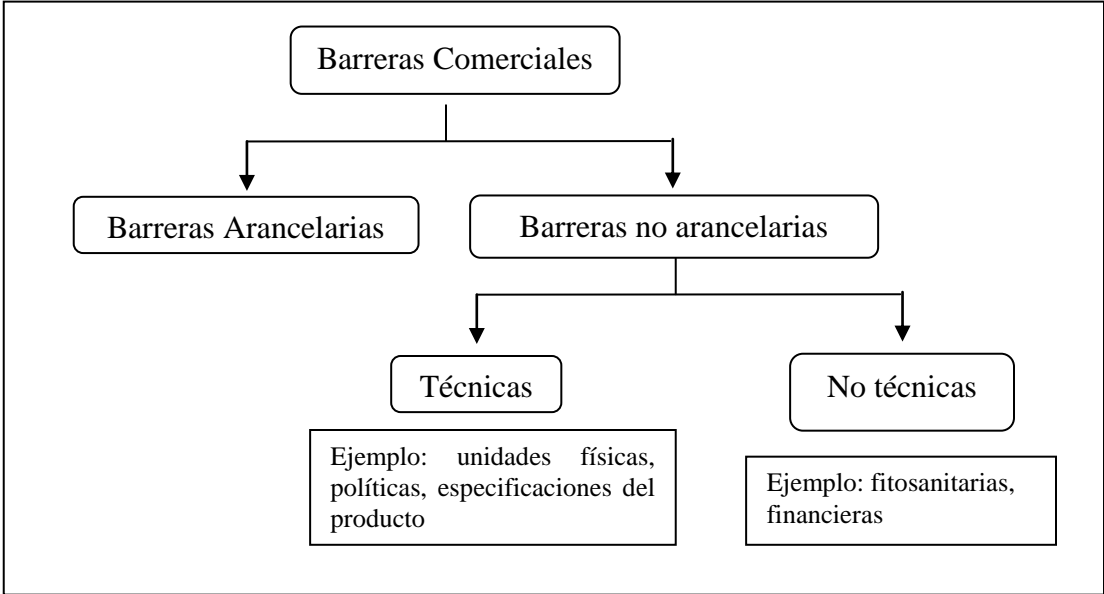 Barreras Comerciales
Barreras Arancelarias
Barreras no arancelarias
Técnicas
No técnicas
Ejemplo: unidades físicas,
políticas, especificaciones del
producto
Ejemplo: fitosanitarias,
financieras